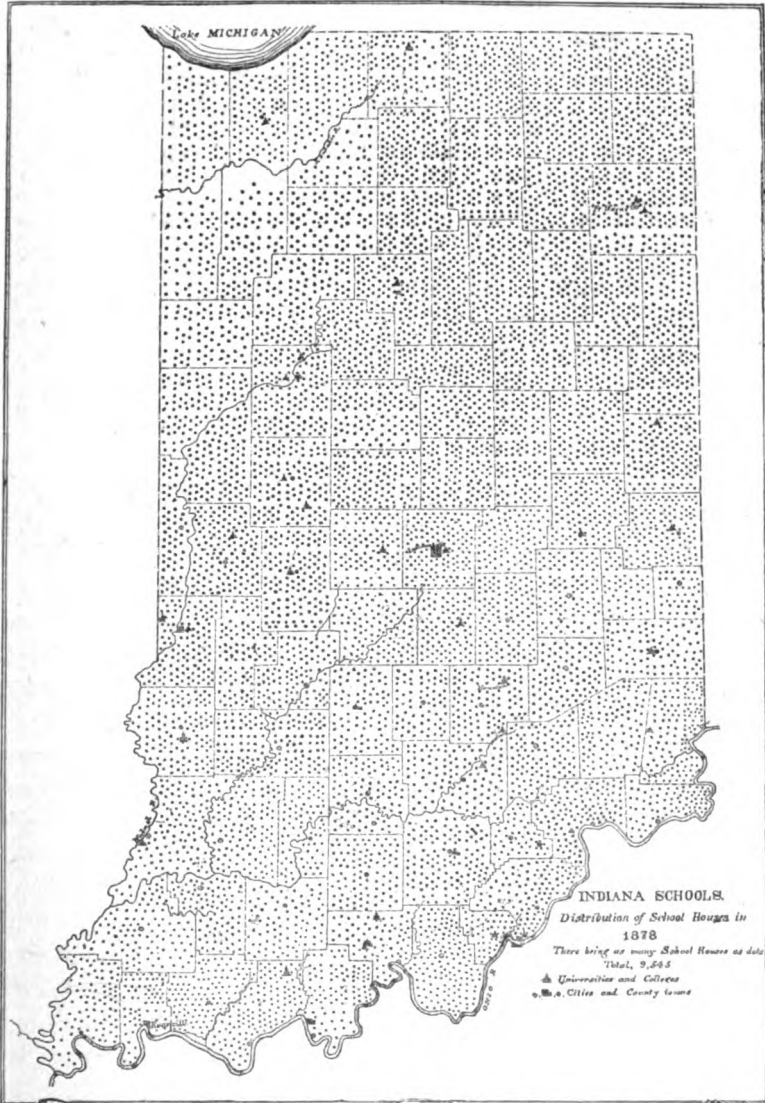 Lake MICHIGAN
OHIO R
INDIANA SCHOOLS.
Distribution of School Houses in
1878
There being as many School Houses as dots
Total, 9,545
Universities and Colleges
Cities and County towns